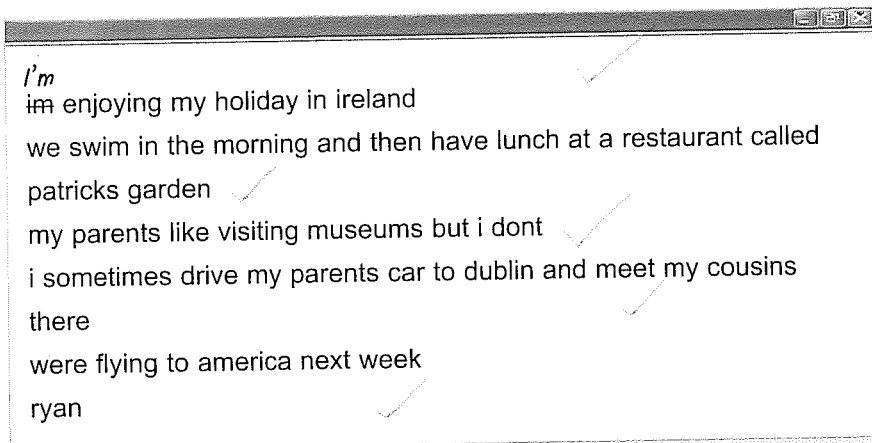 I'm
im enjoying my holiday in ireland
we swim in the morning and then have lunch at a restaurant called
patricks garden
my parents like visiting museums but i dont
i sometimes drive my parents car to dublin and meet my cousins
there
were flying to america next week
ryan